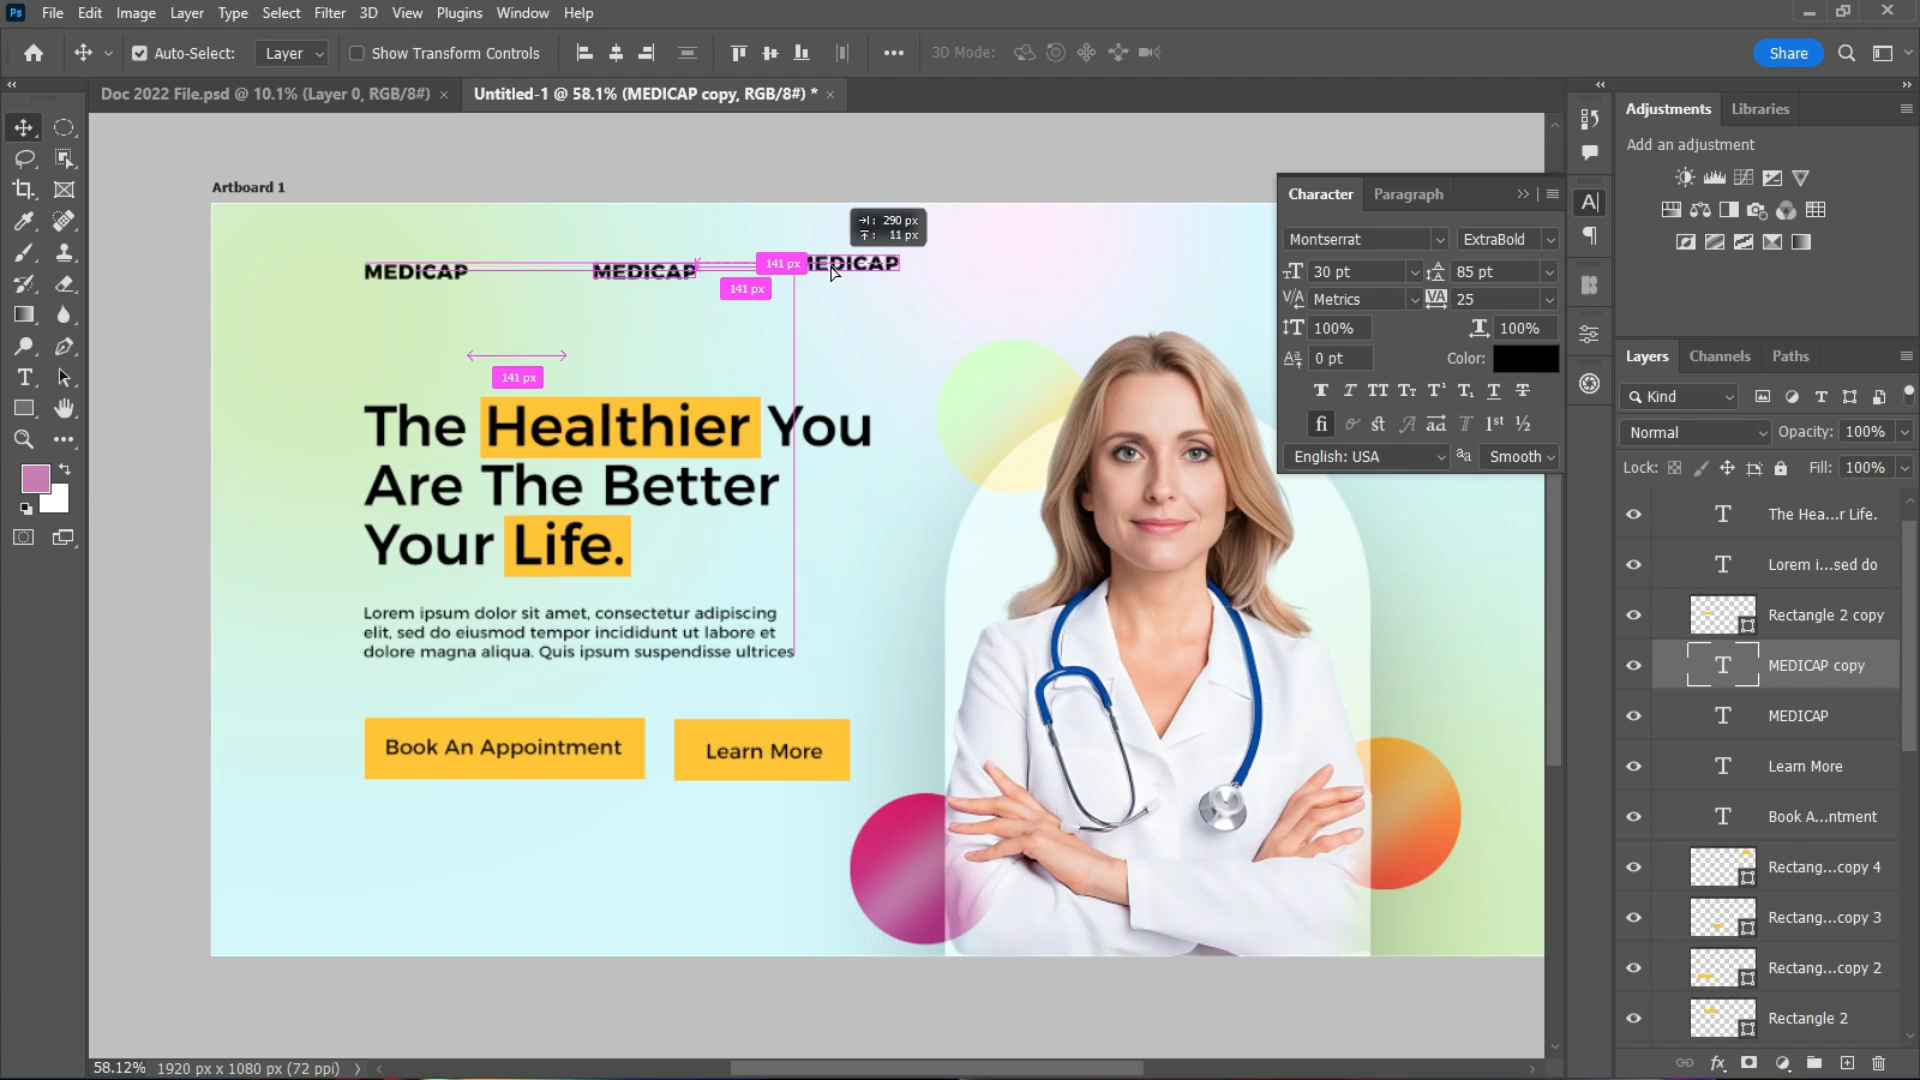 Ps File Edit Image Layer Type Select Filter 3D View Plugins Window Help
Auto-Select: Layer Show Transform Controls 3D Mode: Share
Doc 2022 File.psd @ 10.1% (Layer 0, RGB/8#) × Untitled-1 @ 58.1% (MEDICAP copy, RGB/8#) * ×
Artboard 1
290 px
11 px
MEDICAP MEDICAP 141 px MEDICAP
141 px
141 px
The Healthier You
Are The Better
Your Life.
Lorem ipsum dolor sit amet, consectetur adipiscing
elit, sed do eiusmod tempor incididunt ut labore et
dolore magna aliqua. Quis ipsum suspendisse ultrices
Book An Appointment Learn More
Character Paragraph
Montserrat ExtraBold
30 pt 85 pt
Metrics 25
100% 100%
0 pt Color:
English: USA Smooth
Adjustments Libraries
Add an adjustment
Layers Channels Paths
Kind
Normal Opacity: 100%
Lock: Fill: 100%
The Hea...r Life.
Lorem i...sed do
Rectangle 2 copy
MEDICAP copy
MEDICAP
Learn More
Book A...ntment
Rectang...copy 4
Rectang...copy 3
Rectang...copy 2
Rectangle 2
58.12% 1920 px x 1080 px (72 ppi)